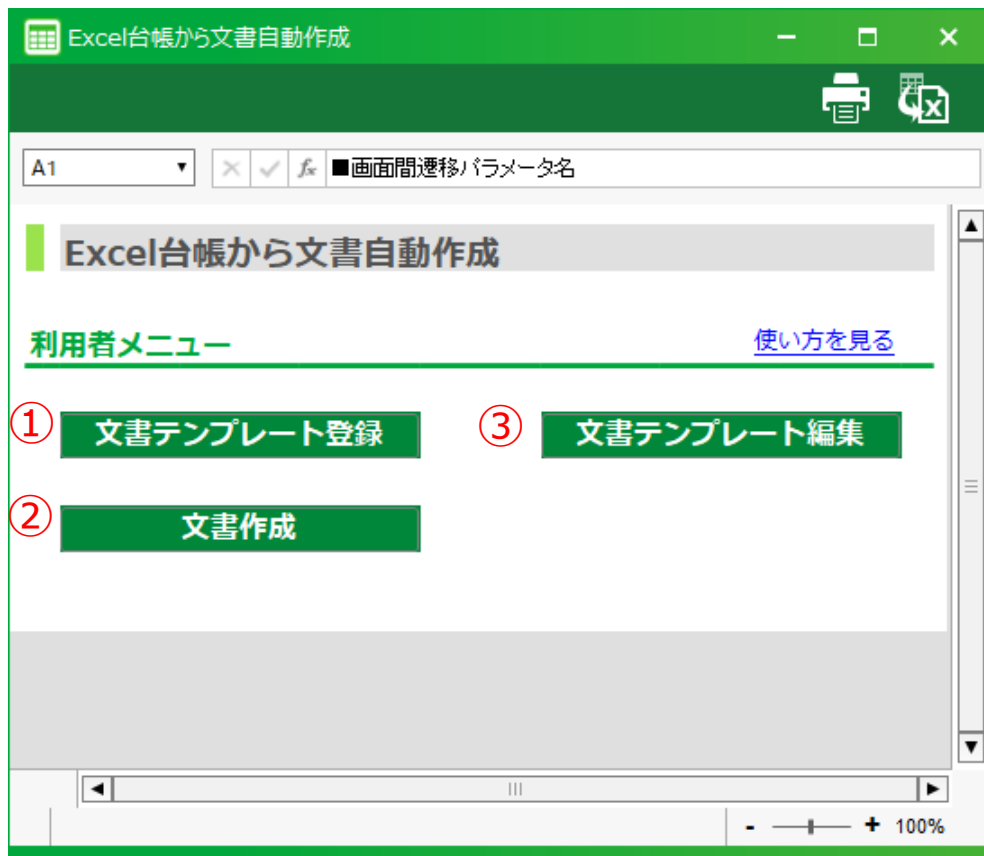 Excel台帳から文書自動作成
A1 fx ■画面間遷移パラメータ名
Excel台帳から文書自動作成
利用者メニュー 使い方を見る
① 文書テンプレート登録 ③ 文書テンプレート編集
② 文書作成
- + 100%